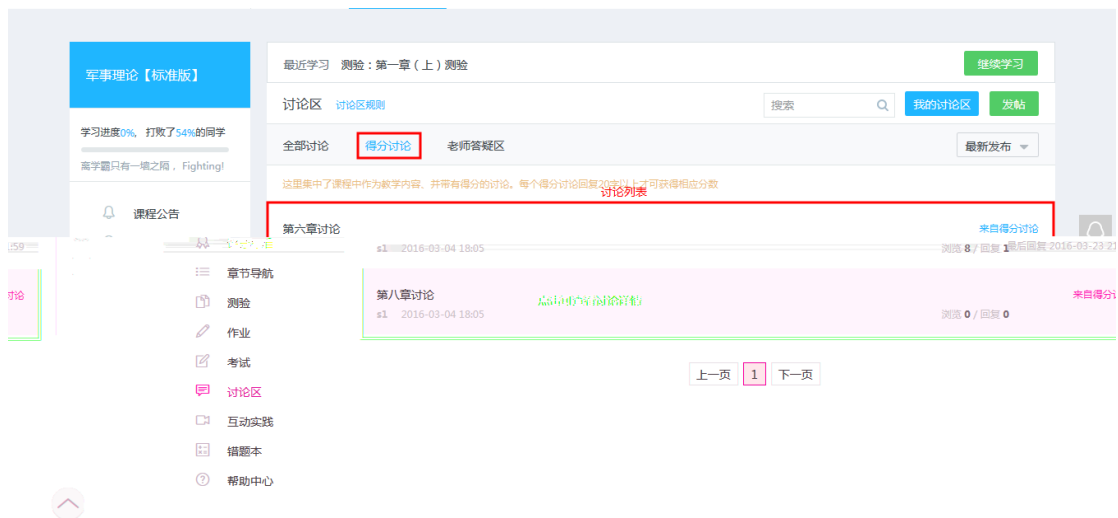 军事理论【标准版】
最近学习 测验：第一章（上）测验 继续学习
讨论区 讨论区规则 搜索 我的讨论区 发帖
学习进度0%, 打败了54%的同学
全部讨论 得分讨论 老师答疑区 最新发布
离学霸只有一墙之隔，Fighting!
这里集中了课程中作为教学内容、并带有得分的讨论。每个得分讨论回复20字以上才可获得相应分数
讨论列表
课程公告
第六章讨论 来自得分讨论
:59 s1 2016-03-04 18:05 浏览 8 / 回复 1 最后回复 2016-03-23 21
章节导航
讨论 第八章讨论 来自得分
测验 s1 2016-03-04 18:05 浏览 0 / 回复 0
作业
考试
上一页 1 下一页
讨论区
互动实践
错题本
帮助中心